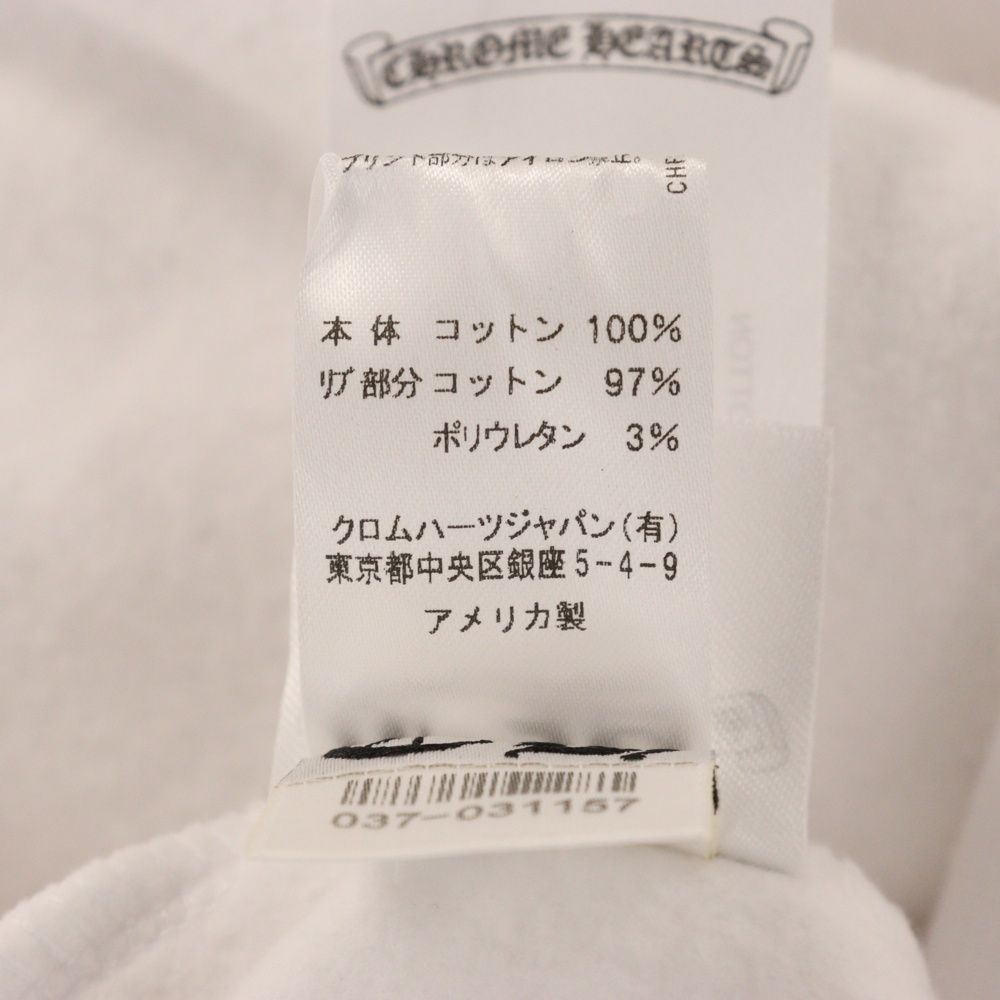 CHROME HEARTS
プリント部分はアイロン禁止。
本体 コットン 100%
リブ部分 コットン 97%
ポリウレタン 3%
クロムハーツジャパン(有)
東京都中央区銀座5-4-9
アメリカ製
037-031157